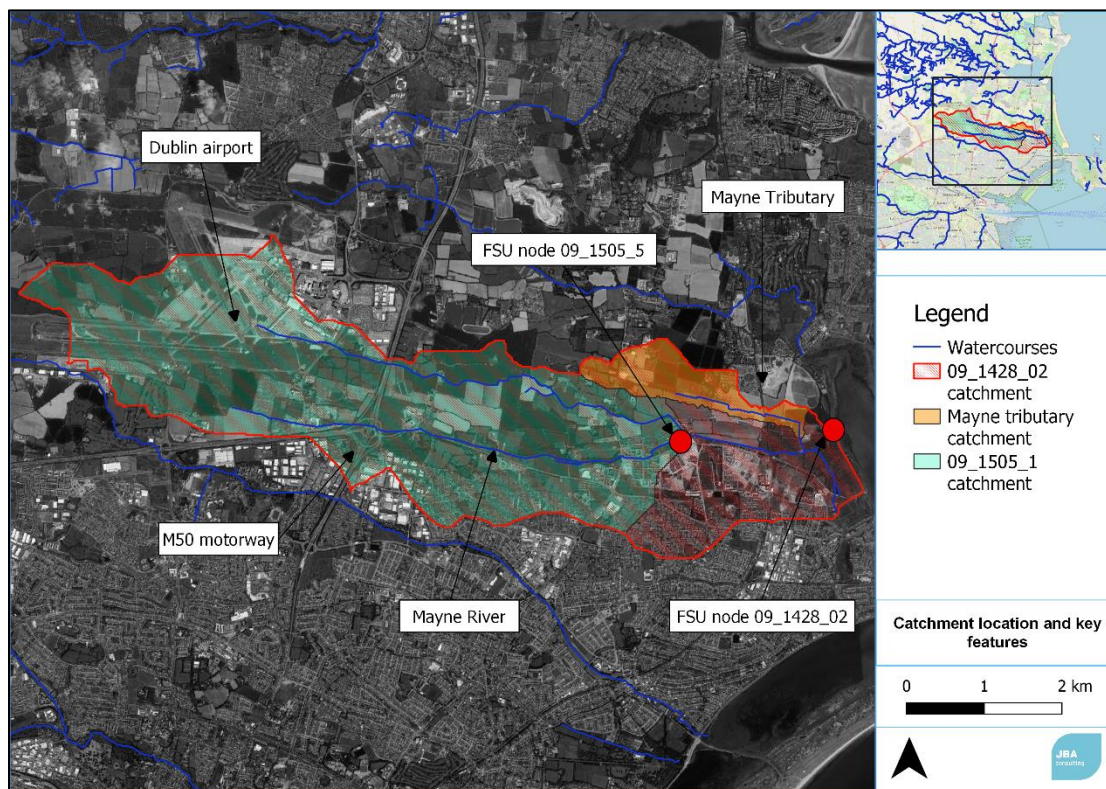 Dublin airport
Mayne Tributary
FSU node 09_1505_5
M50 motorway
Mayne River
FSU node 09_1428_02
Legend
Watercourses
09_1428_02
catchment
Mayne tributary
catchment
09_1505_1
catchment
Catchment location and key
features
0 1 2 km
JBA
consulting